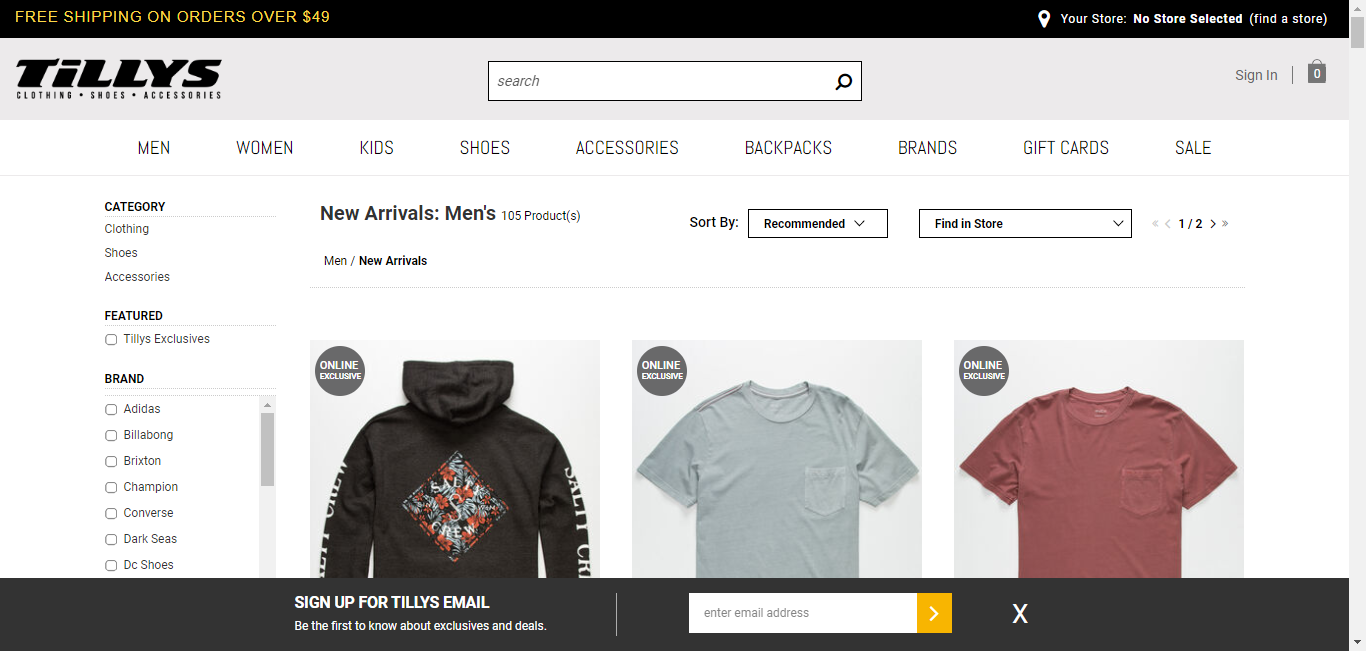 FREE SHIPPING ON ORDERS OVER $49
Your Store: No Store Selected (find a store)
TiLLYS
CLOTHING • SHOES • ACCESSORIES
search
Sign In
0
MEN WOMEN KIDS SHOES ACCESSORIES BACKPACKS BRANDS GIFT CARDS SALE
CATEGORY
Clothing
Shoes
Accessories
FEATURED
Tillys Exclusives
BRAND
Adidas
Billabong
Brixton
Champion
Converse
Dark Seas
Dc Shoes
New Arrivals: Men's 105 Product(s)
Sort By: Recommended
Find in Store
« < 1 / 2 > »
Men / New Arrivals
ONLINE
EXCLUSIVE
SALTY
CREW
SALTY CREW
ONLINE
EXCLUSIVE
ONLINE
EXCLUSIVE
SIGN UP FOR TILLYS EMAIL
Be the first to know about exclusives and deals.
enter email address
X